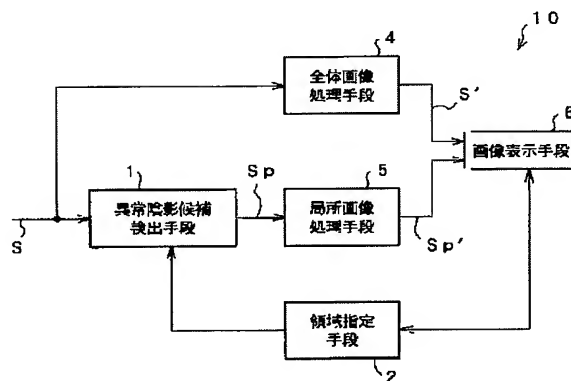 10
4
全体画像
処理手段
S'
6
画像表示手段
1
異常陰影候補
検出手段
Sp
5
局所画像
処理手段
Sp'
S
領域指定
手段
2